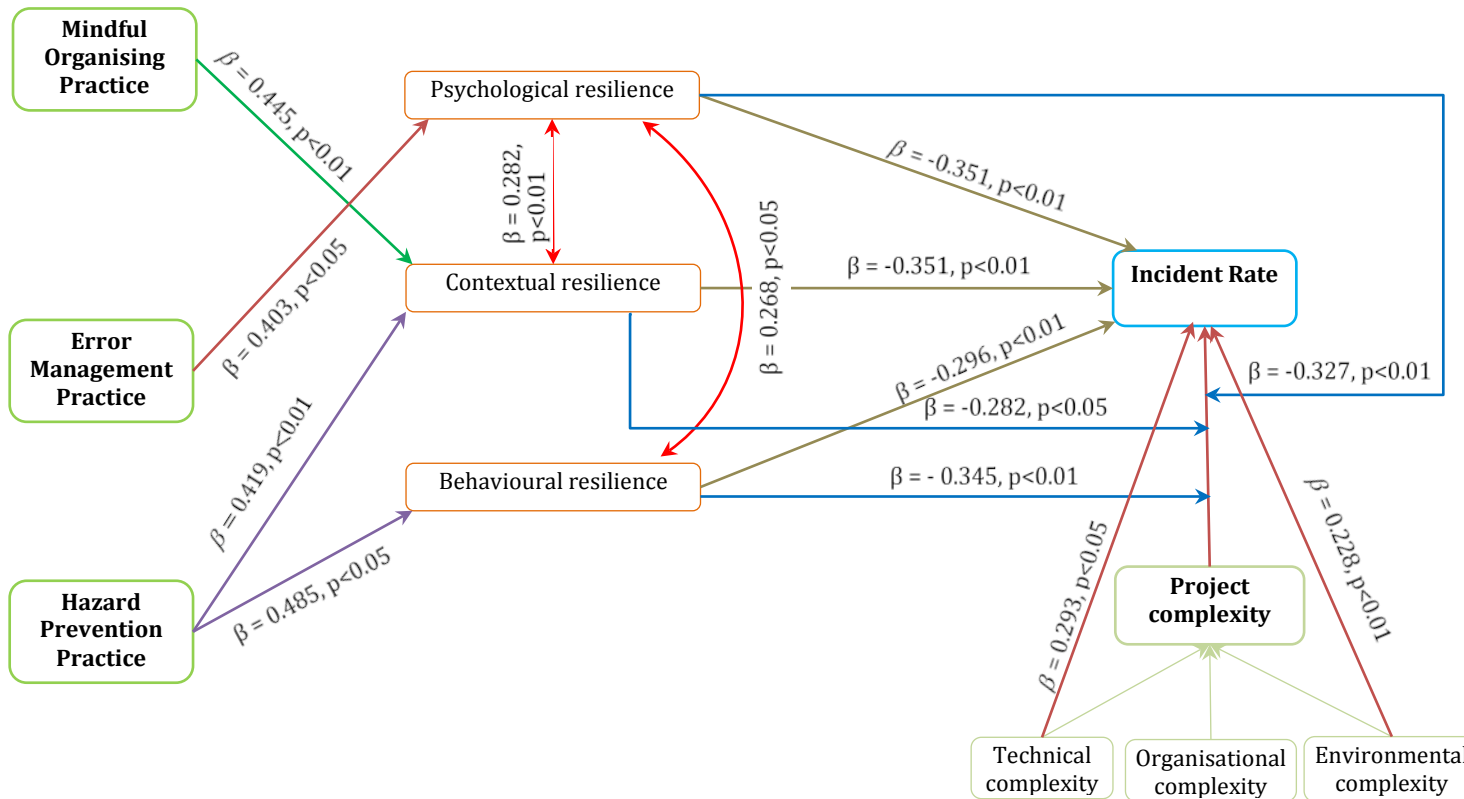 Mindful
Organising
Practice
β = 0.445, p<0.01
Psychological resilience
β = -0.351, p<0.01
β = 0.282,
p<0.01
β = 0.268, p<0.05
β = 0.403, p<0.05
Contextual resilience
β = -0.351, p<0.01
Incident Rate
Error
Management
Practice
β = -0.296, p<0.01
β = -0.327, p<0.01
β = -0.282, p<0.05
β = 0.419, p<0.01
Behavioural resilience
β = - 0.345, p<0.01
β = 0.485, p<0.05
Hazard
Prevention
Practice
β = 0.293, p<0.05
β = 0.228, p<0.01
Project
complexity
Technical
complexity
Organisational
complexity
Environmental
complexity